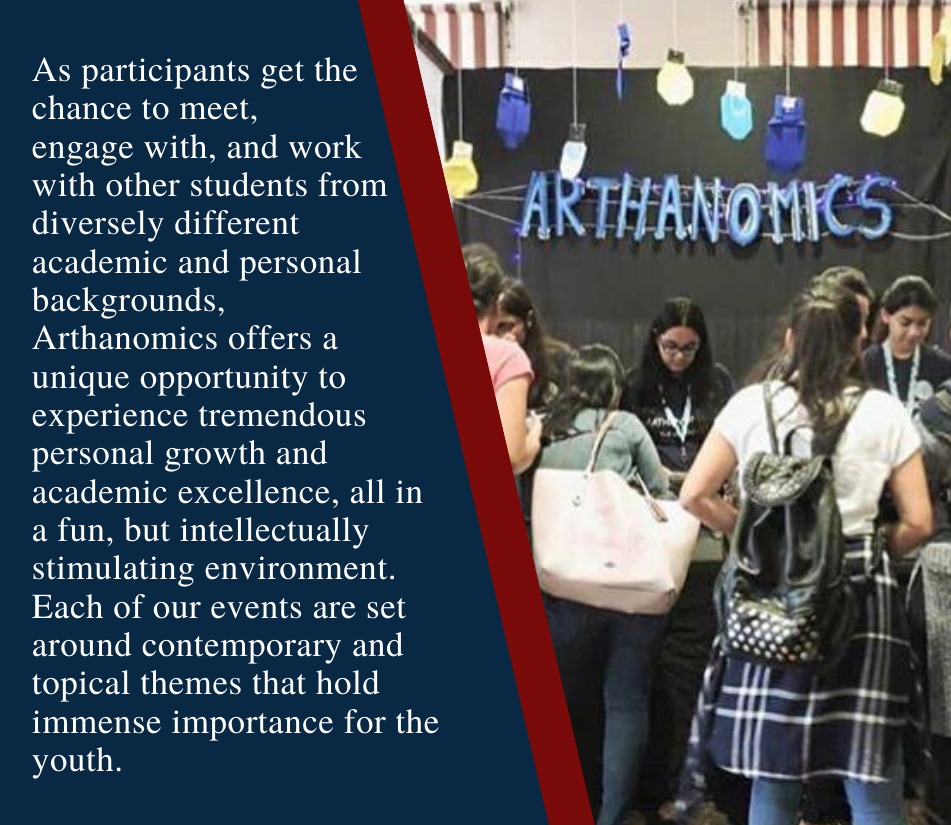 As participants get the
chance to meet,
engage with, and work
with other students from
diversely different
academic and personal
backgrounds,
Arthanomics offers a
unique opportunity to
experience tremendous
personal growth and
academic excellence, all in
a fun, but intellectually
stimulating environment.
Each of our events are set
around contemporary and
topical themes that hold
immense importance for the
youth.
ARTHANOMICS